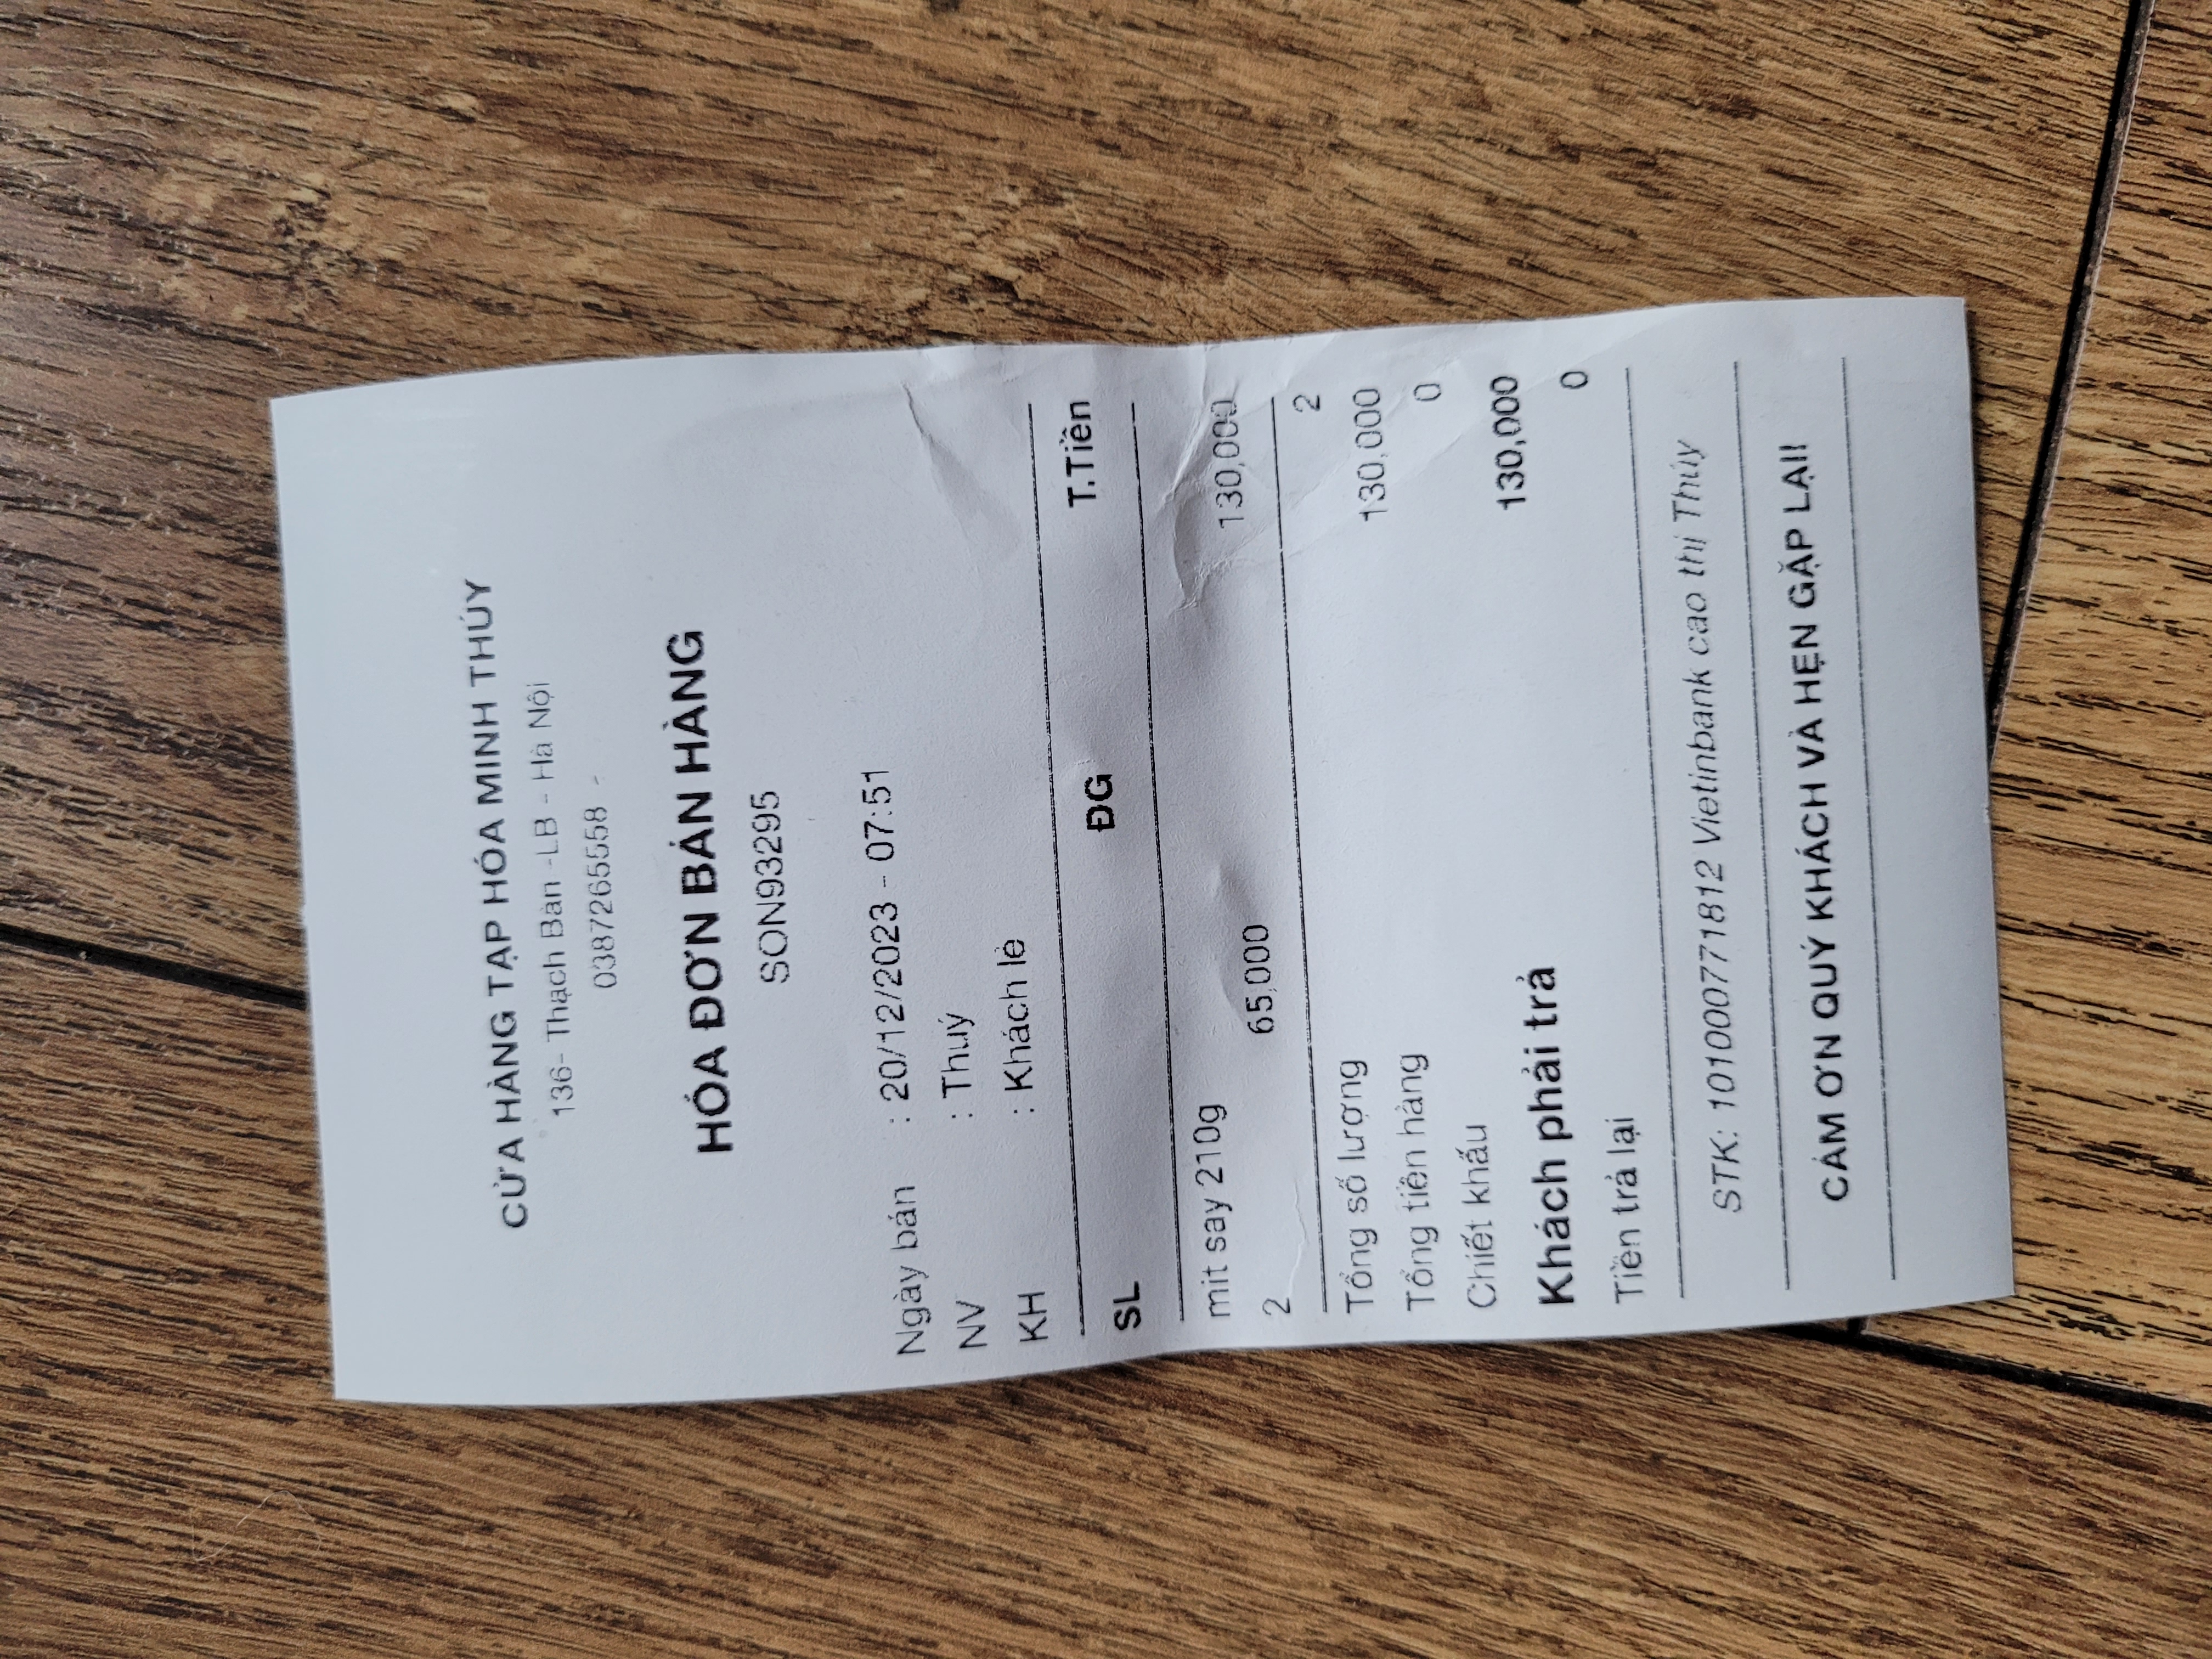 CỬA HÀNG TẠP HÓA MINH THÚY
136- Thạch Bàn -LB - Hà Nội
0387265558 -
HÓA ĐƠN BÁN HÀNG
SON93295
Ngày bán : 20/12/2023 - 07:51
NV : Thuý
KH : Khách lẻ
SL ĐG T.Tiền
mit say 210g
2 65,000 130,000
Tổng số lượng 2
Tổng tiền hàng 130,000
Chiết khấu 0
Khách phải trả 130,000
Tiền trả lại 0
STK: 101000771812 Vietinbank cao thị Thúy
CẢM ƠN QUÝ KHÁCH VÀ HẸN GẶP LẠI!